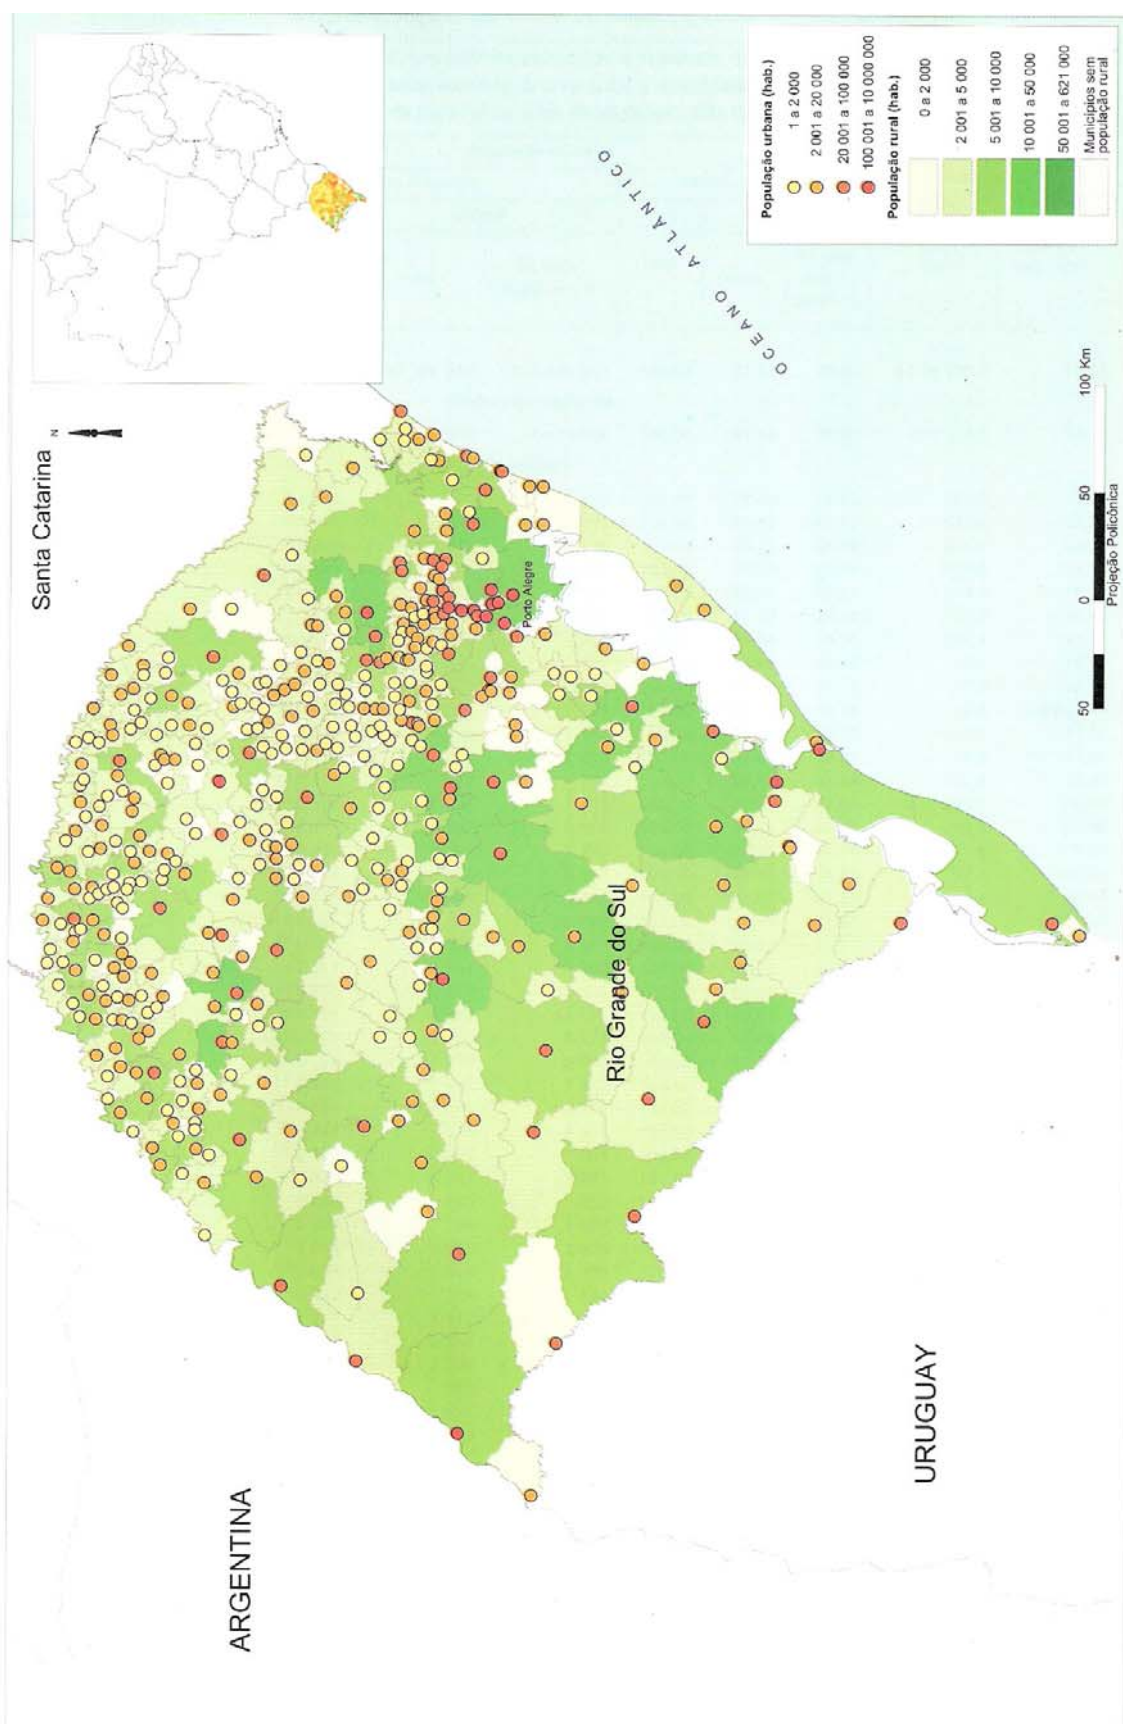 Santa Catarina
N
ARGENTINA
Porto Alegre
Rio Grande do Sul
URUGUAY
OCEANO ATLÂNTICO
50 0 50 100 Km
Projeção Policônica
População urbana (hab.)
1 a 2 000
2 001 a 20 000
20 001 a 100 000
100 001 a 10 000 000
População rural (hab.)
0 a 2 000
2 001 a 5 000
5 001 a 10 000
10 001 a 50 000
50 001 a 621 000
Municípios sem
população rural